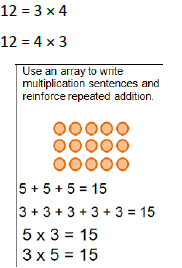 12 = 3 × 4
12 = 4 × 3
Use an array to write
multiplication sentences and
reinforce repeated addition.
5 + 5 + 5 = 15
3 + 3 + 3 + 3 + 3 = 15
5 x 3 = 15
3 x 5 = 15